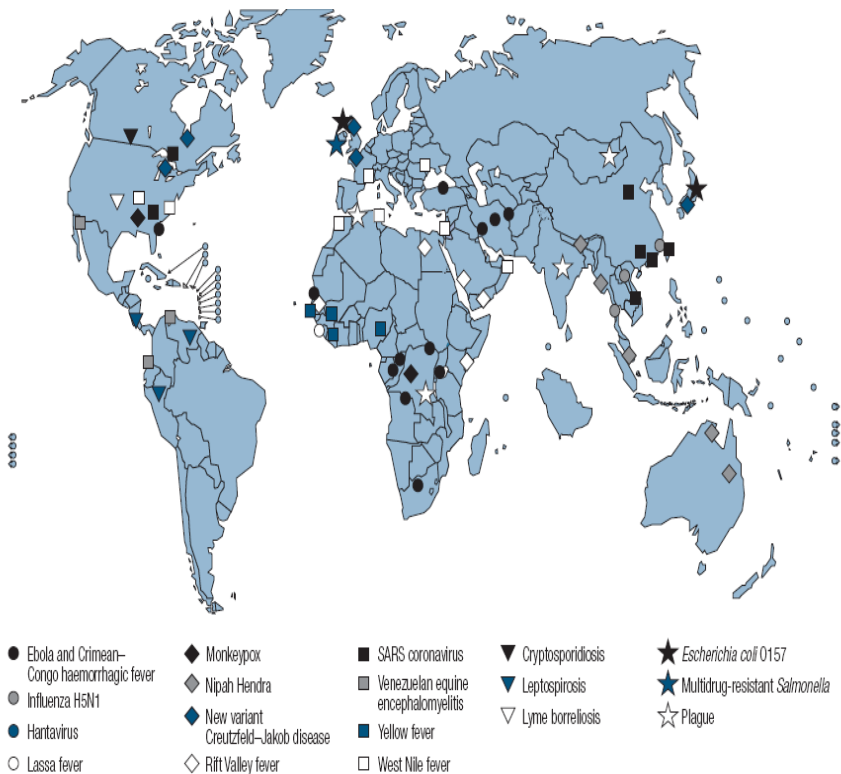 Ebola and Crimean–
Congo haemorrhagic fever
Influenza H5N1
Hantavirus
Lassa fever
Monkeypox
Nipah Hendra
New variant
Creutzfeld–Jakob disease
Rift Valley fever
SARS coronavirus
Venezuelan equine
encephalomyelitis
Yellow fever
West Nile fever
Cryptosporidiosis
Leptospirosis
Lyme borreliosis
Escherichia coli O157
Multidrug-resistant Salmonella
Plague